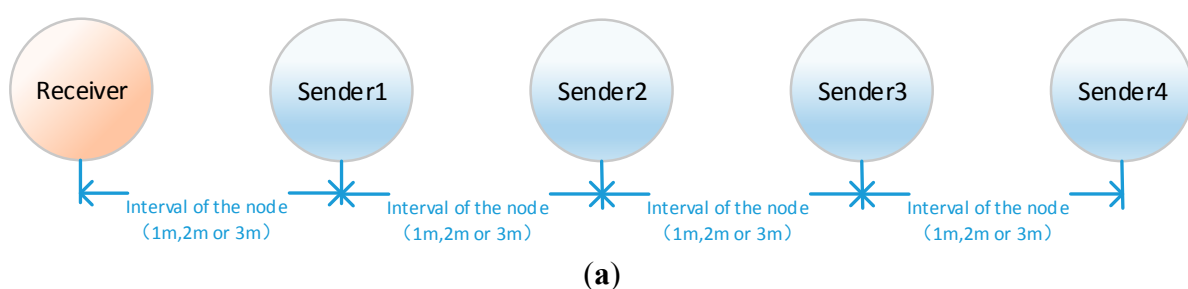 Receiver
Sender1
Sender2
Sender3
Sender4
Interval of the node
（1m,2m or 3m）
Interval of the node
（1m,2m or 3m）
Interval of the node
（1m,2m or 3m）
Interval of the node
（1m,2m or 3m）
(a)